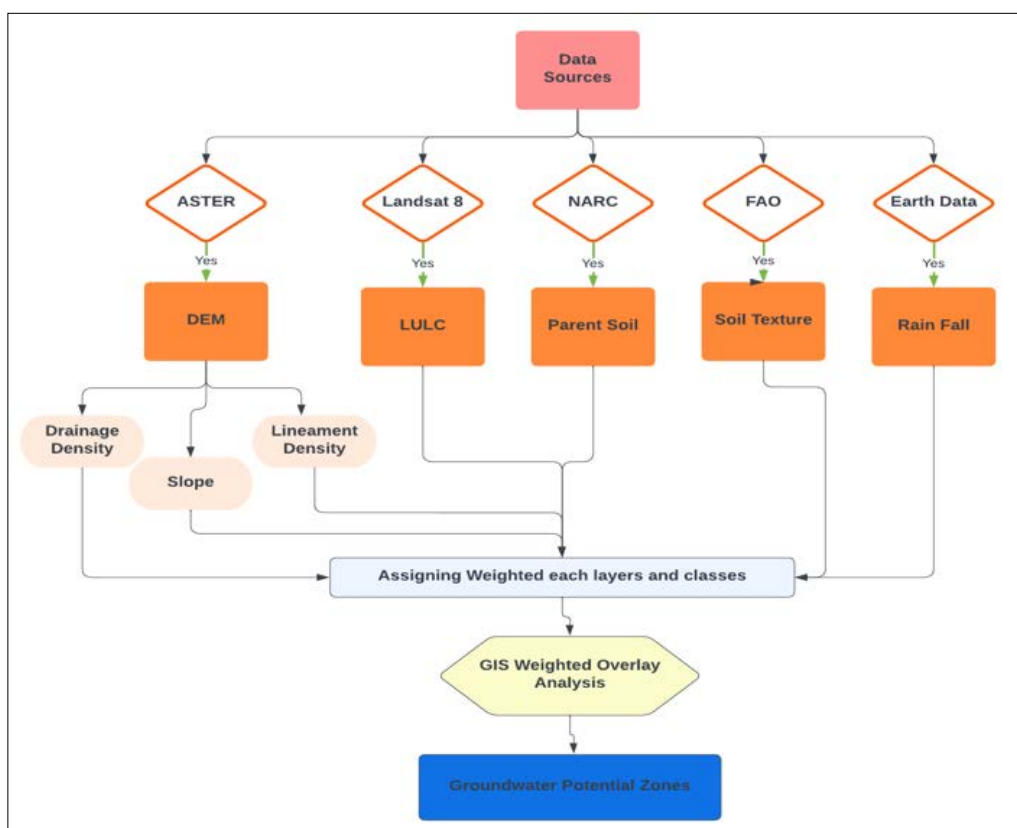 Data
Sources
ASTER
Landsat 8
NARC
FAO
Earth Data
Yes
Yes
Yes
Yes
Yes
DEM
LULC
Parent Soil
Soil Texture
Rain Fall
Drainage
Density
Lineament
Density
Slope
Assigning Weighted each layers and classes
GIS Weighted Overlay
Analysis
Groundwater Potential Zones